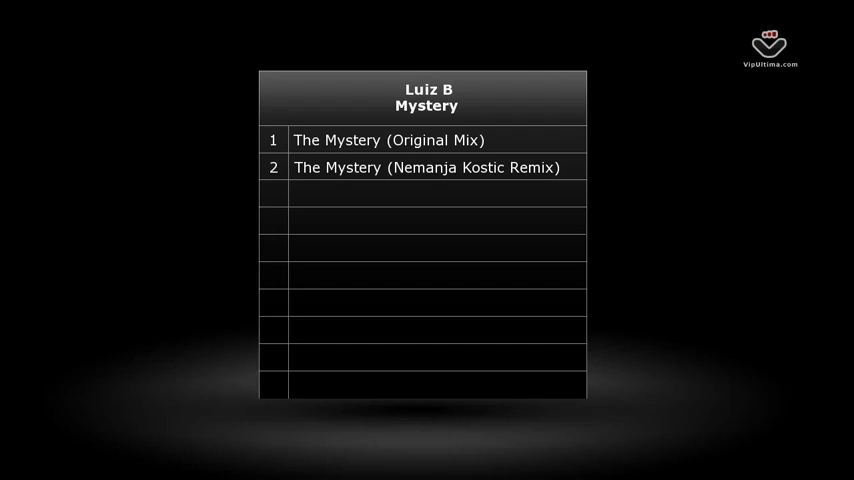 VipUltima.com
Luiz B
Mystery
1 The Mystery (Original Mix)
2 The Mystery (Nemanja Kostic Remix)